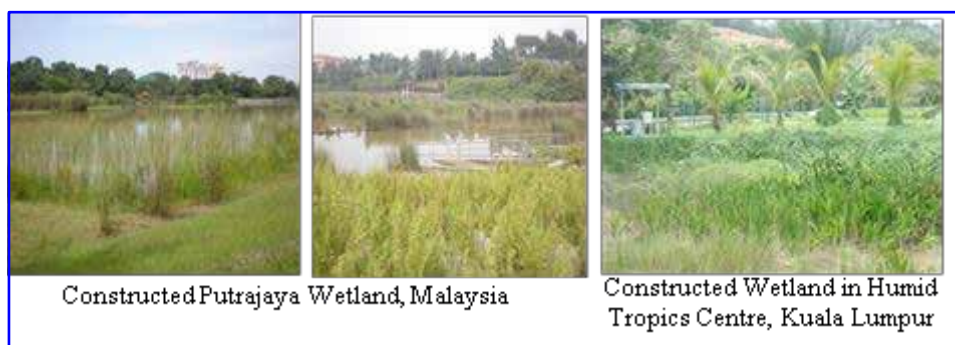 Constructed Putrajaya Wetland, Malaysia
Constructed Wetland in Humid
Tropics Centre, Kuala Lumpur